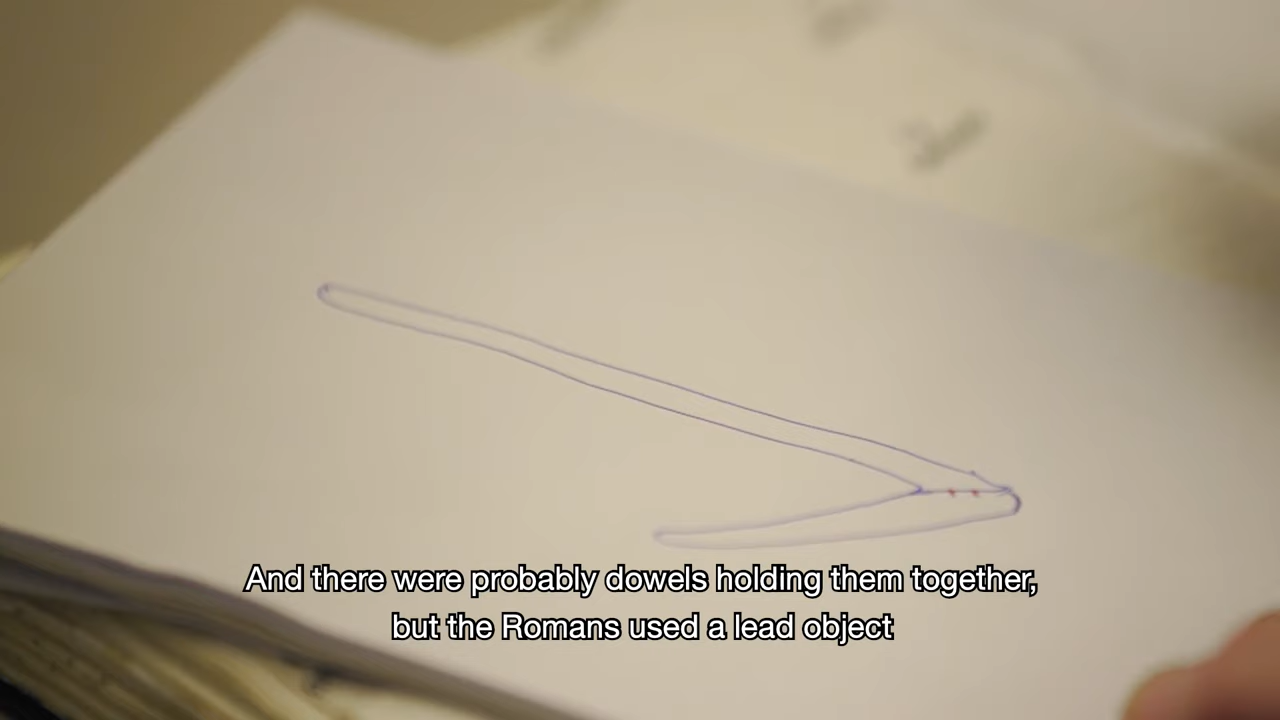 And there were probably dowels holding them together,
but the Romans used a lead object